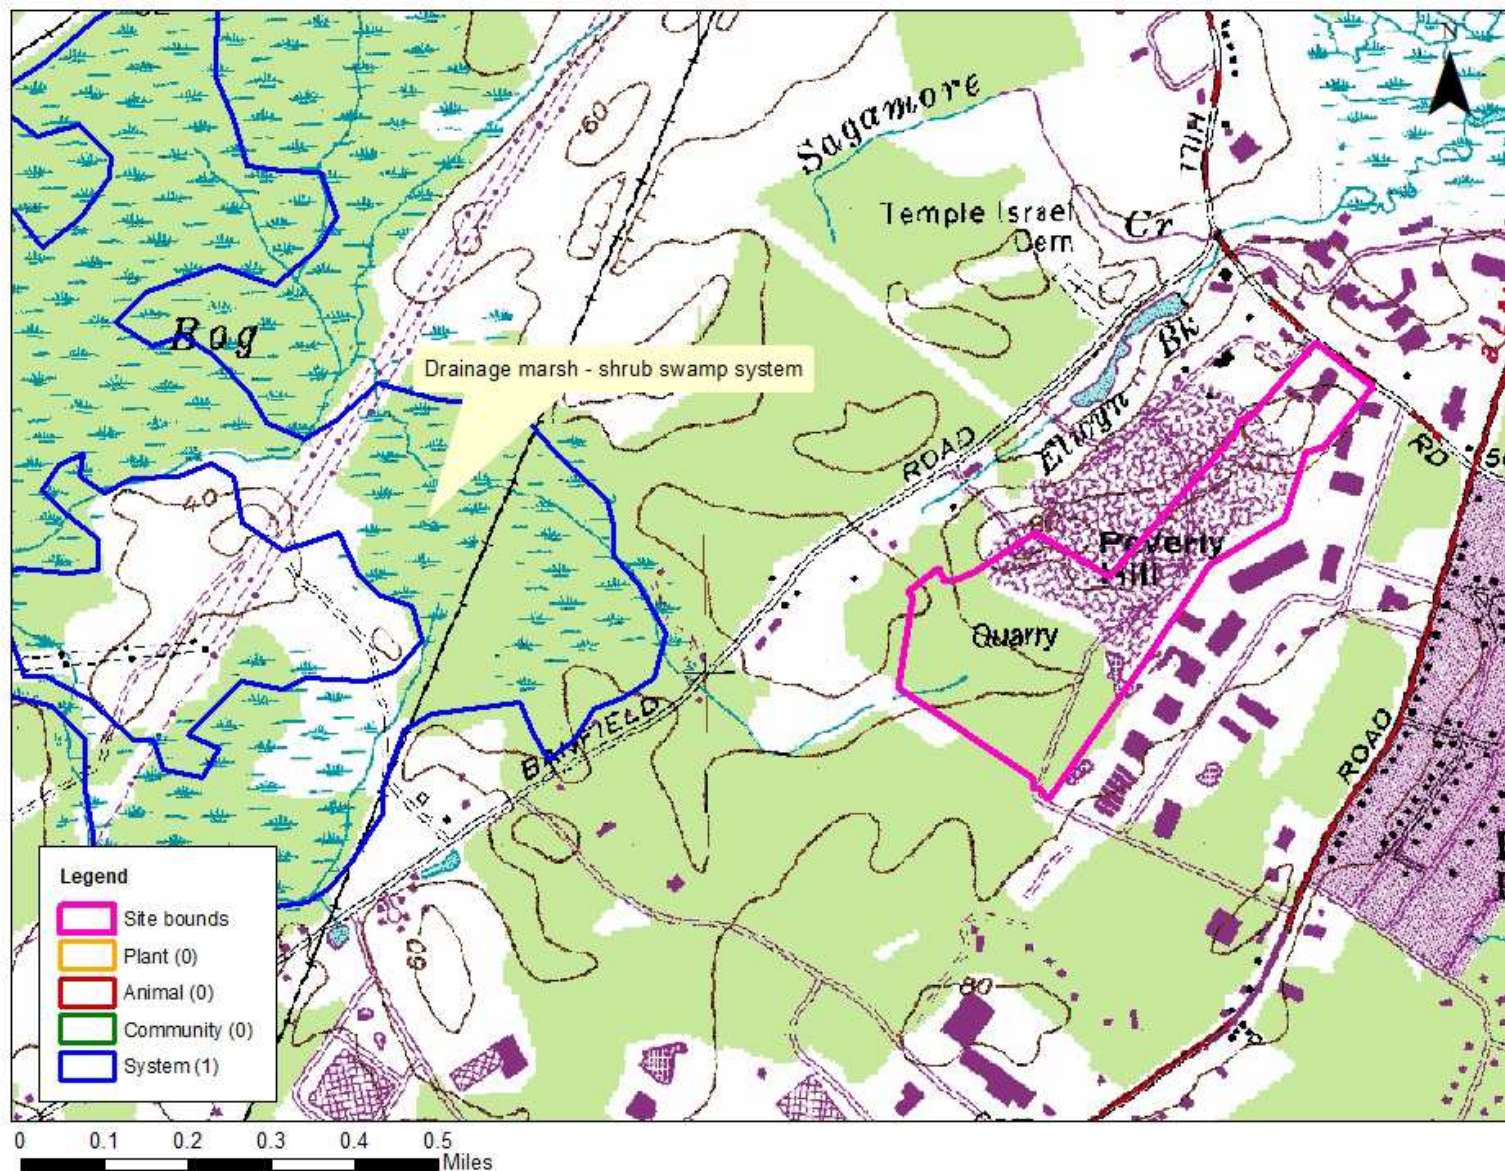 N
Sagamore
HILL
60
Temple Israel
Cem
Cr
Bog
Drainage marsh - shrub swamp system
Bk
Elwyn
ROAD
RD
40
Poverty
Hill
Quarry
BANFIELD
ROAD
60
80
Legend
Site bounds
Plant (0)
Animal (0)
Community (0)
System (1)
0 0.1 0.2 0.3 0.4 0.5
Miles